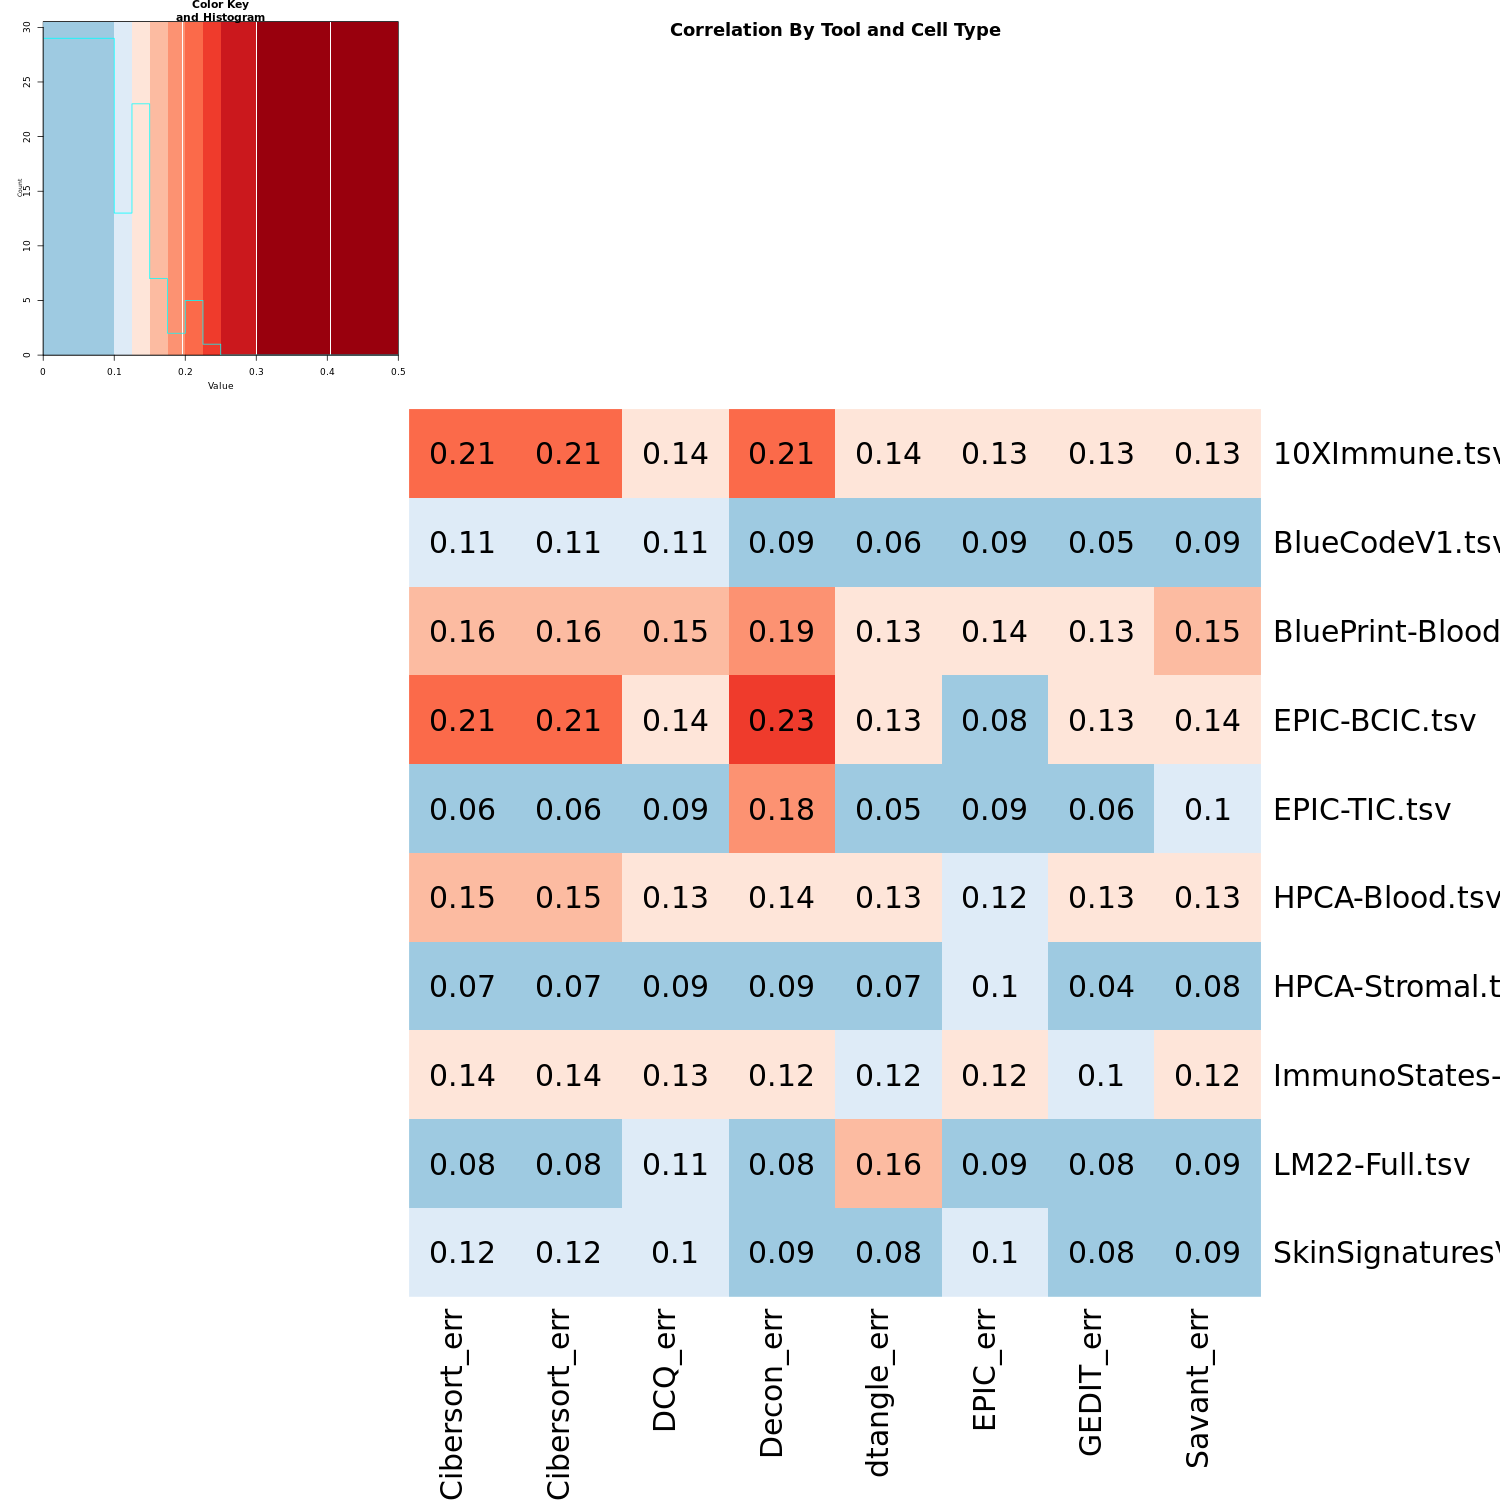 Color Key
and Histogram
Correlation By Tool and Cell Type
30
25
20
15
10
5
0
Count
0 0.1 0.2 0.3 0.4 0.5
Value
0.21 0.21 0.14 0.21 0.14 0.13 0.13 0.13 10XImmune.tsv
0.11 0.11 0.11 0.09 0.06 0.09 0.05 0.09 BlueCodeV1.tsv
0.16 0.16 0.15 0.19 0.13 0.14 0.13 0.15 BluePrint-Blood
0.21 0.21 0.14 0.23 0.13 0.08 0.13 0.14 EPIC-BCIC.tsv
0.06 0.06 0.09 0.18 0.05 0.09 0.06 0.1 EPIC-TIC.tsv
0.15 0.15 0.13 0.14 0.13 0.12 0.13 0.13 HPCA-Blood.tsv
0.07 0.07 0.09 0.09 0.07 0.1 0.04 0.08 HPCA-Stromal.t
0.14 0.14 0.13 0.12 0.12 0.12 0.1 0.12 ImmunoStates-
0.08 0.08 0.11 0.08 0.16 0.09 0.08 0.09 LM22-Full.tsv
0.12 0.12 0.1 0.09 0.08 0.1 0.08 0.09 SkinSignaturesV
Cibersort_err
Cibersort_err
DCQ_err
Decon_err
dtangle_err
EPIC_err
GEDIT_err
Savant_err